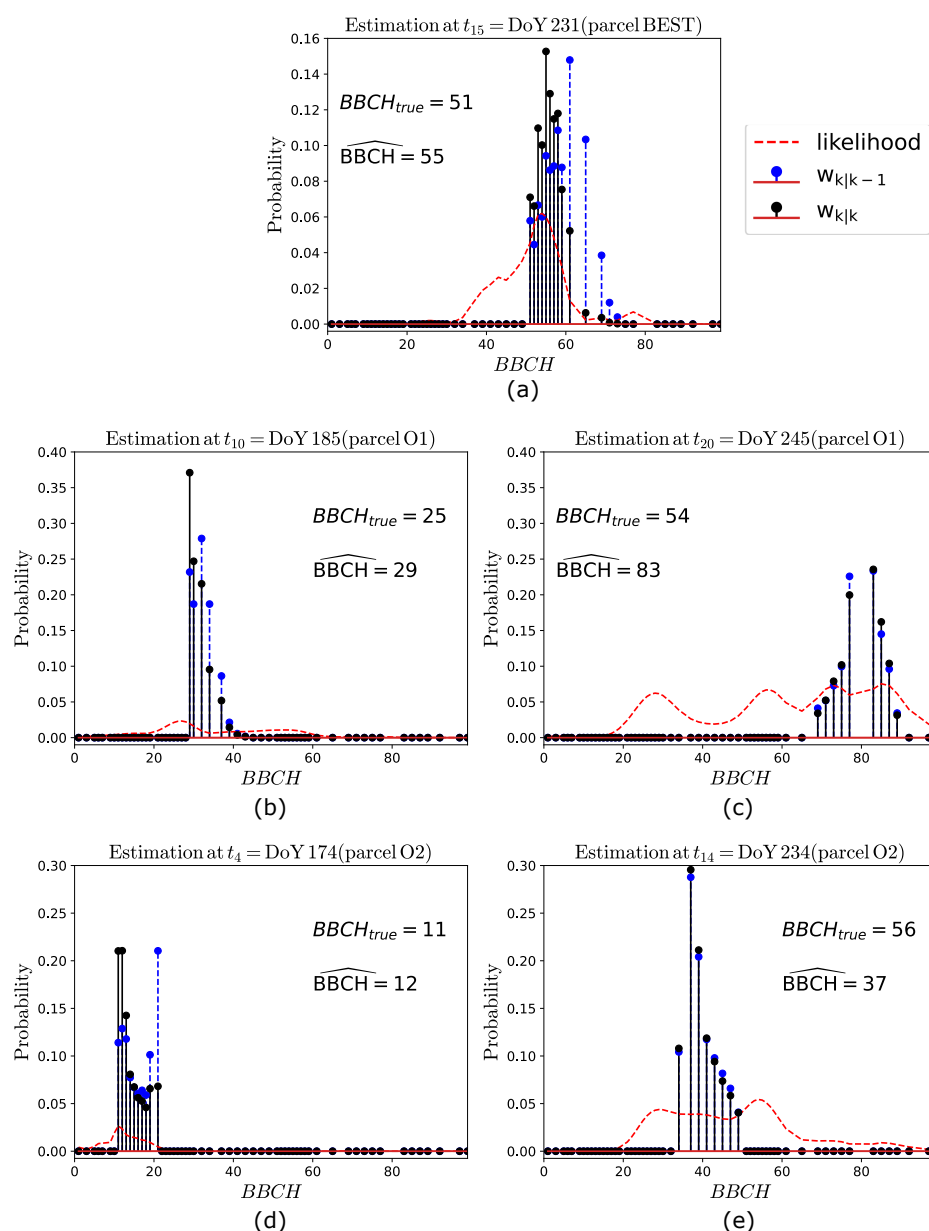 Estimation at t15 = DoY 231(parcel BEST)
0.16
0.14
0.12
0.10
0.08
0.06
0.04
0.02
0.00
Probability
BBCHtrue = 51
BBCH = 55
0 20 40 60 80
BBCH
(a)
likelihood
wk|k−1
wk|k
Estimation at t10 = DoY 185(parcel O1)
0.40
0.35
0.30
0.25
0.20
0.15
0.10
0.05
0.00
Probability
BBCHtrue = 25
BBCH = 29
0 20 40 60 80
BBCH
(b)
Estimation at t20 = DoY 245(parcel O1)
0.40
0.35
0.30
0.25
0.20
0.15
0.10
0.05
0.00
Probability
BBCHtrue = 54
BBCH = 83
0 20 40 60 80
BBCH
(c)
Estimation at t4 = DoY 174(parcel O2)
0.30
0.25
0.20
0.15
0.10
0.05
0.00
Probability
BBCHtrue = 11
BBCH = 12
0 20 40 60 80
BBCH
(d)
Estimation at t14 = DoY 234(parcel O2)
0.30
0.25
0.20
0.15
0.10
0.05
0.00
Probability
BBCHtrue = 56
BBCH = 37
0 20 40 60 80
BBCH
(e)